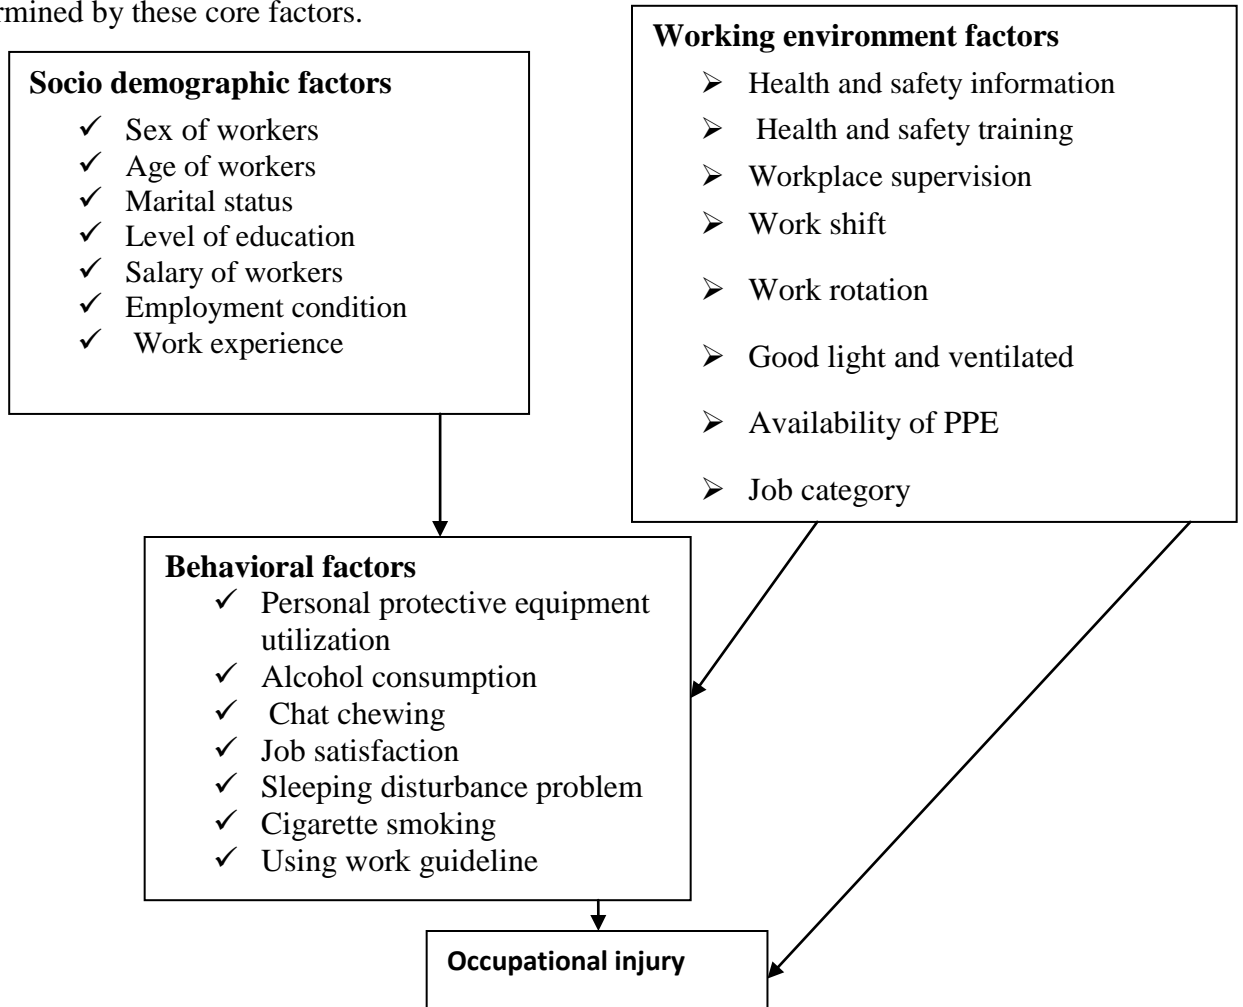 rmined by these core factors.
Socio demographic factors
✓ Sex of workers
✓ Age of workers
✓ Marital status
✓ Level of education
✓ Salary of workers
✓ Employment condition
✓ Work experience
Working environment factors
➢ Health and safety information
➢ Health and safety training
➢ Workplace supervision
➢ Work shift
➢ Work rotation
➢ Good light and ventilated
➢ Availability of PPE
➢ Job category
Behavioral factors
✓ Personal protective equipment
utilization
✓ Alcohol consumption
✓ Chat chewing
✓ Job satisfaction
✓ Sleeping disturbance problem
✓ Cigarette smoking
✓ Using work guideline
Occupational injury